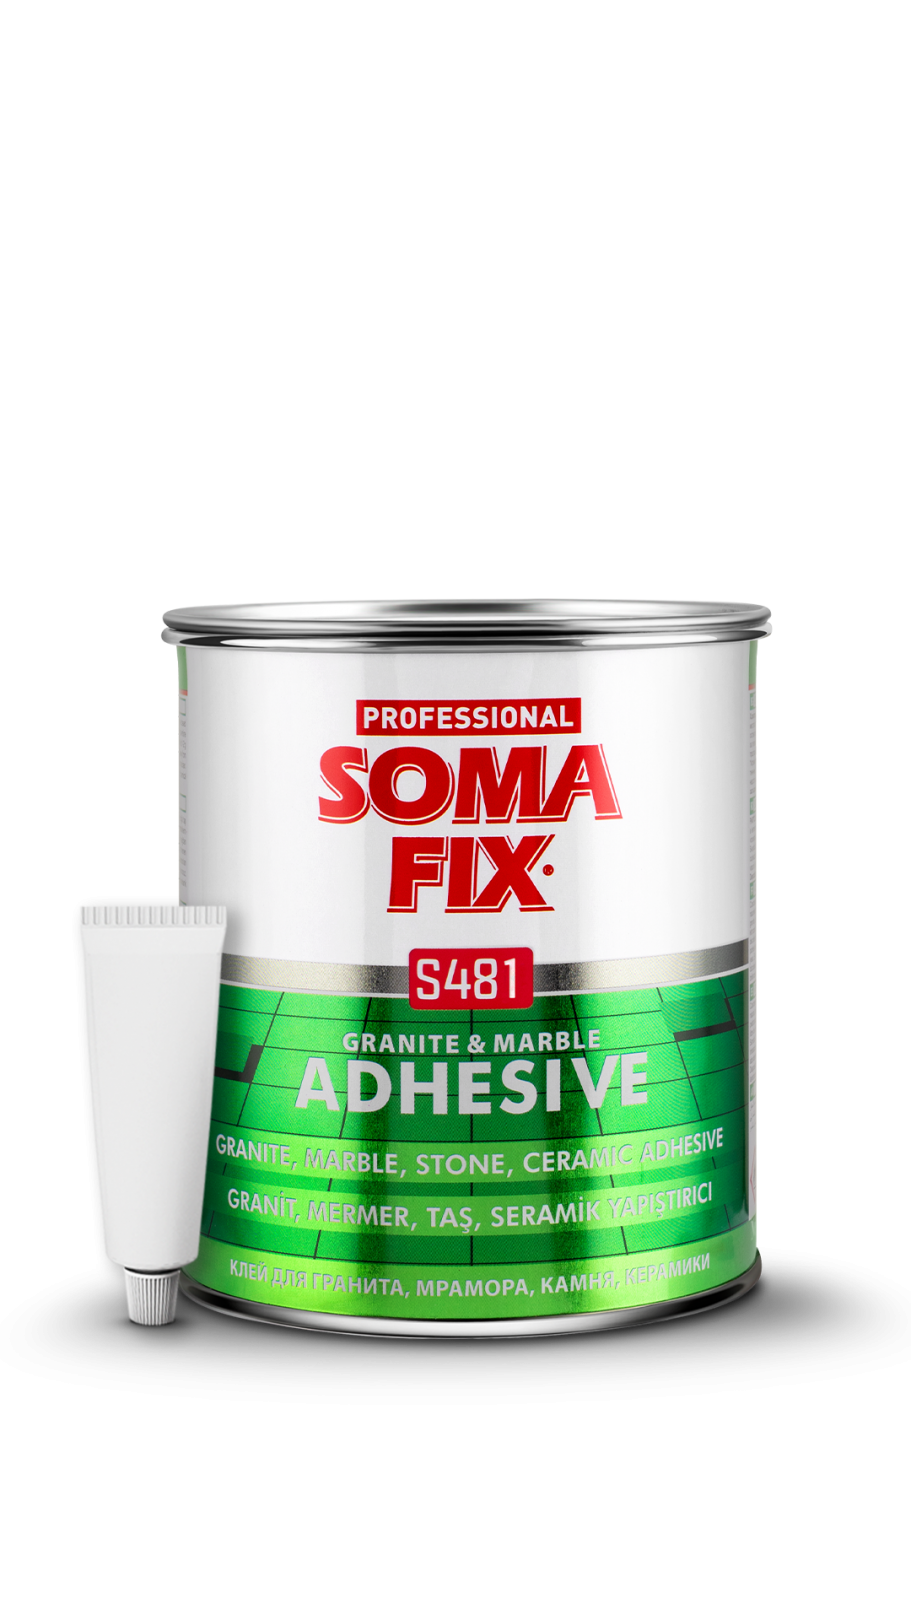 PROFESSIONAL
SOMA
FIX
S481
GRANITE & MARBLE
ADHESIVE
GRANITE, MARBLE, STONE, CERAMIC ADHESIVE
GRANİT, MERMER, TAŞ, SERAMİK YAPIŞTIRICI
КЛЕЙ ДЛЯ ГРАНИТА, МРАМОРА, КАМНЯ, КЕРАМИКИ